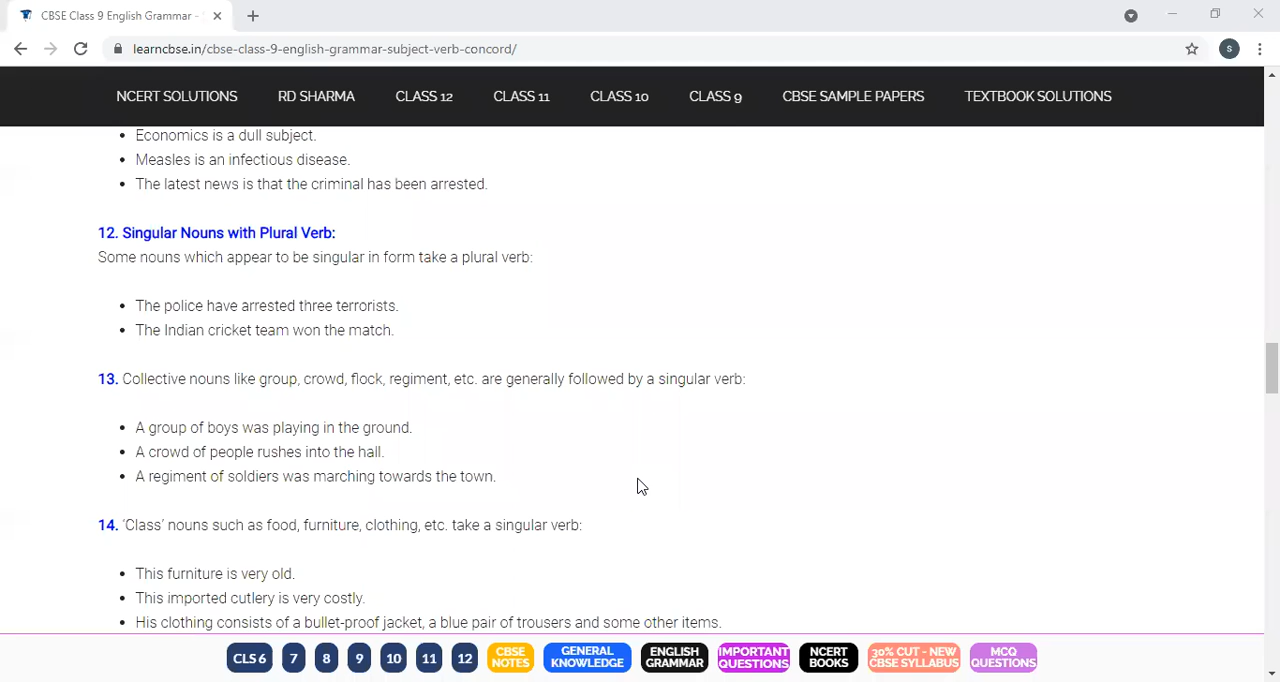 CBSE Class 9 English Grammar -
learncbse.in/cbse-class-9-english-grammar-subject-verb-concord/
S
NCERT SOLUTIONS RD SHARMA CLASS 12 CLASS 11 CLASS 10 CLASS 9 CBSE SAMPLE PAPERS TEXTBOOK SOLUTIONS
• Economics is a dull subject.
• Measles is an infectious disease.
• The latest news is that the criminal has been arrested.
12. Singular Nouns with Plural Verb:
Some nouns which appear to be singular in form take a plural verb:
• The police have arrested three terrorists.
• The Indian cricket team won the match.
13. Collective nouns like group, crowd, flock, regiment, etc. are generally followed by a singular verb:
• A group of boys was playing in the ground.
• A crowd of people rushes into the hall.
• A regiment of soldiers was marching towards the town.
14. ‘Class’ nouns such as food, furniture, clothing, etc. take a singular verb:
• This furniture is very old.
• This imported cutlery is very costly.
• His clothing consists of a bullet-proof jacket, a blue pair of trousers and some other items.
CLS 6 7 8 9 10 11 12 CBSE NOTES GENERAL KNOWLEDGE ENGLISH GRAMMAR IMPORTANT QUESTIONS NCERT BOOKS 30% CUT - NEW CBSE SYLLABUS MCQ QUESTIONS